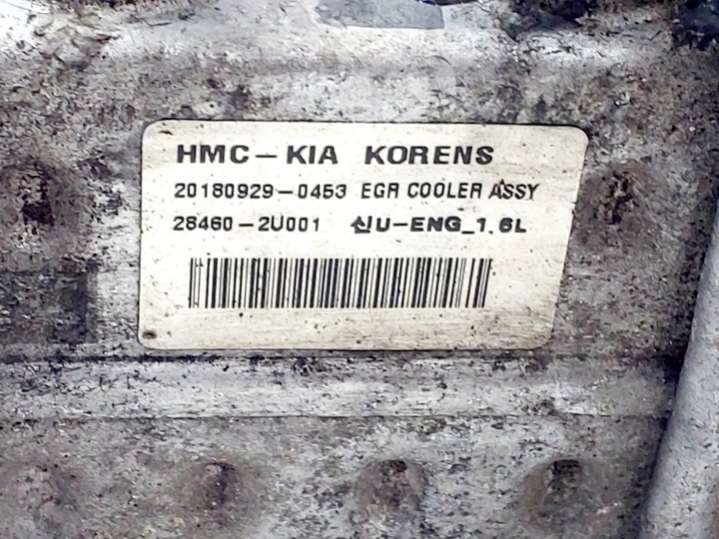 HMC-KIA KORENS
20180929-0453 EGR COOLER ASSY
28460-2U001 신U-ENG_1.6L